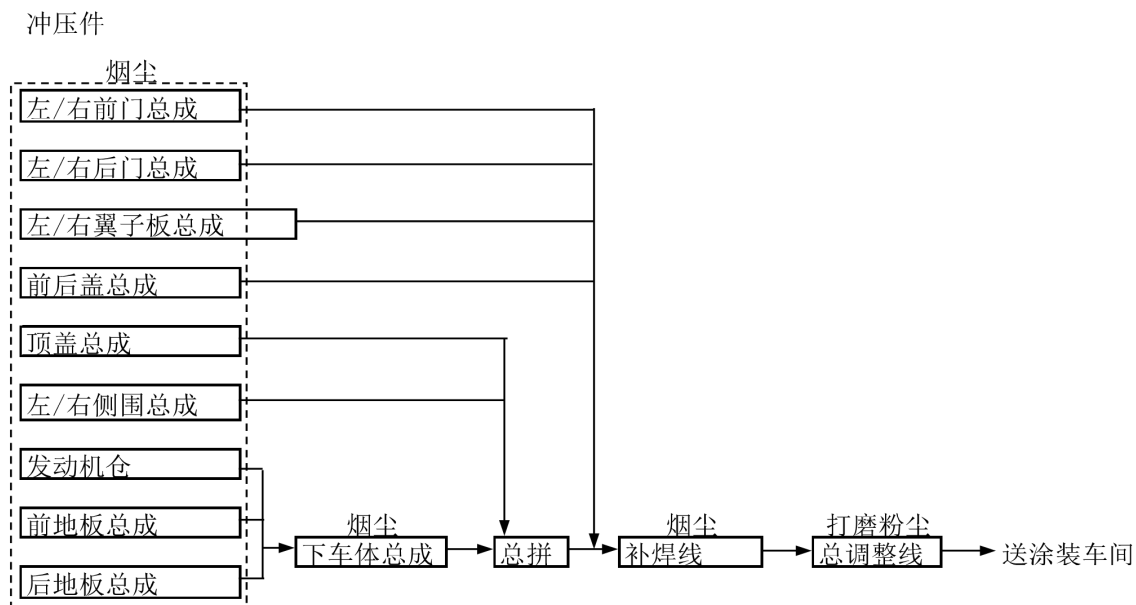 冲压件
烟尘
左/右前门总成
左/右后门总成
左/右翼子板总成
前后盖总成
顶盖总成
左/右侧围总成
发动机仓
前地板总成
后地板总成
烟尘
下车体总成
总拼
烟尘
补焊线
打磨粉尘
总调整线
送涂装车间